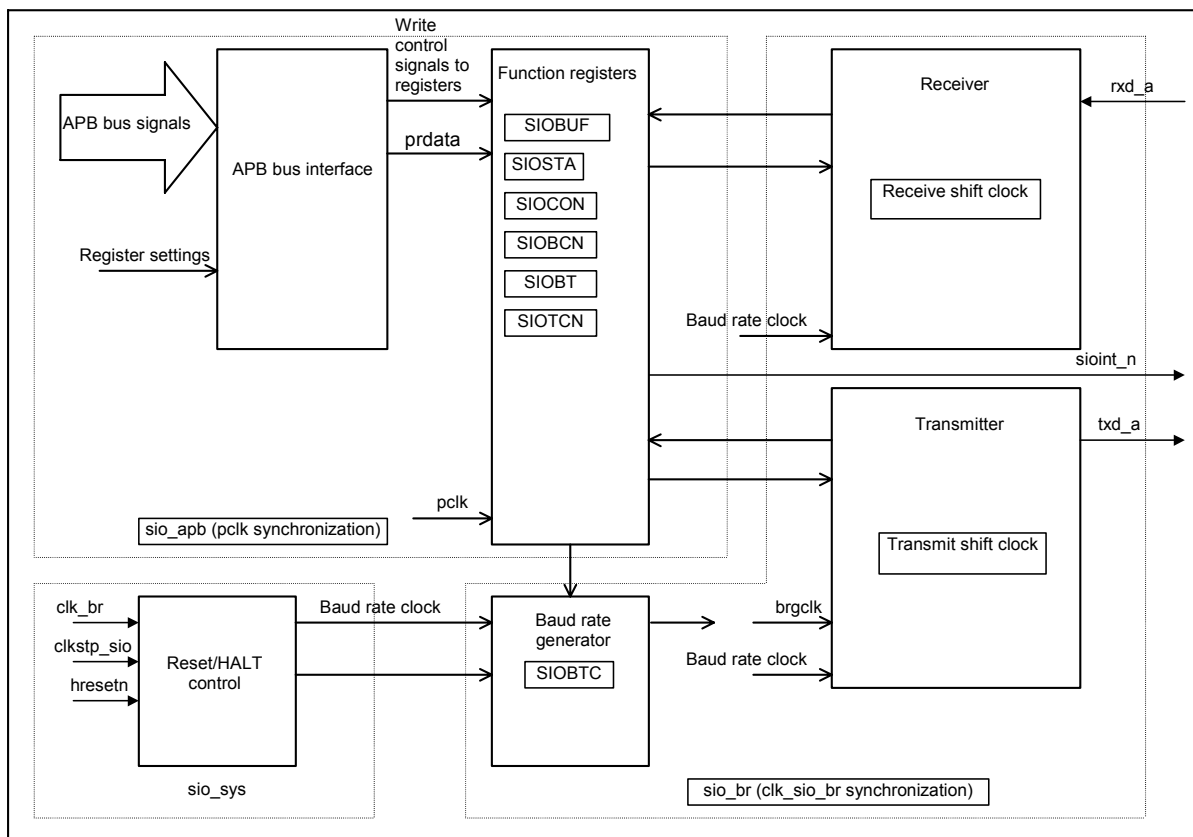 Write
control
signals to
registers
APB bus signals
APB bus interface
prdata
Register settings
Function registers
SIOBUF
SIOSTA
SIOCON
SIOBCN
SIOBT
SIOTCN
Receiver
rxd_a
Receive shift clock
Baud rate clock
sioint_n
Transmitter
txd_a
pclk
sio_apb (pclk synchronization)
Transmit shift clock
clk_br
clkstp_sio
hresetn
Reset/HALT
control
Baud rate clock
Baud rate
generator
SIOBTC
brgclk
Baud rate clock
sio_sys
sio_br (clk_sio_br synchronization)